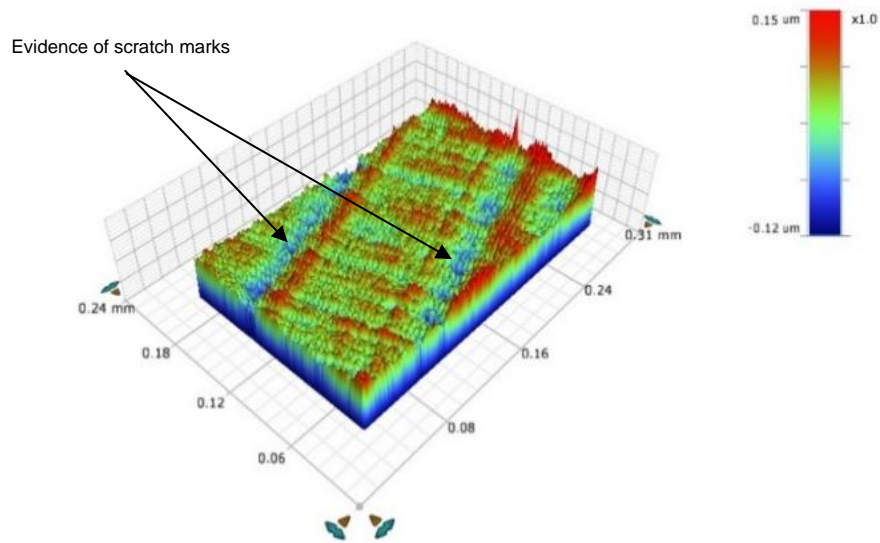 0.15 um
x1.0
Evidence of scratch marks
-0.12 um
0.31 mm
0.24 mm
0.24
0.18
0.16
0.12
0.08
0.06